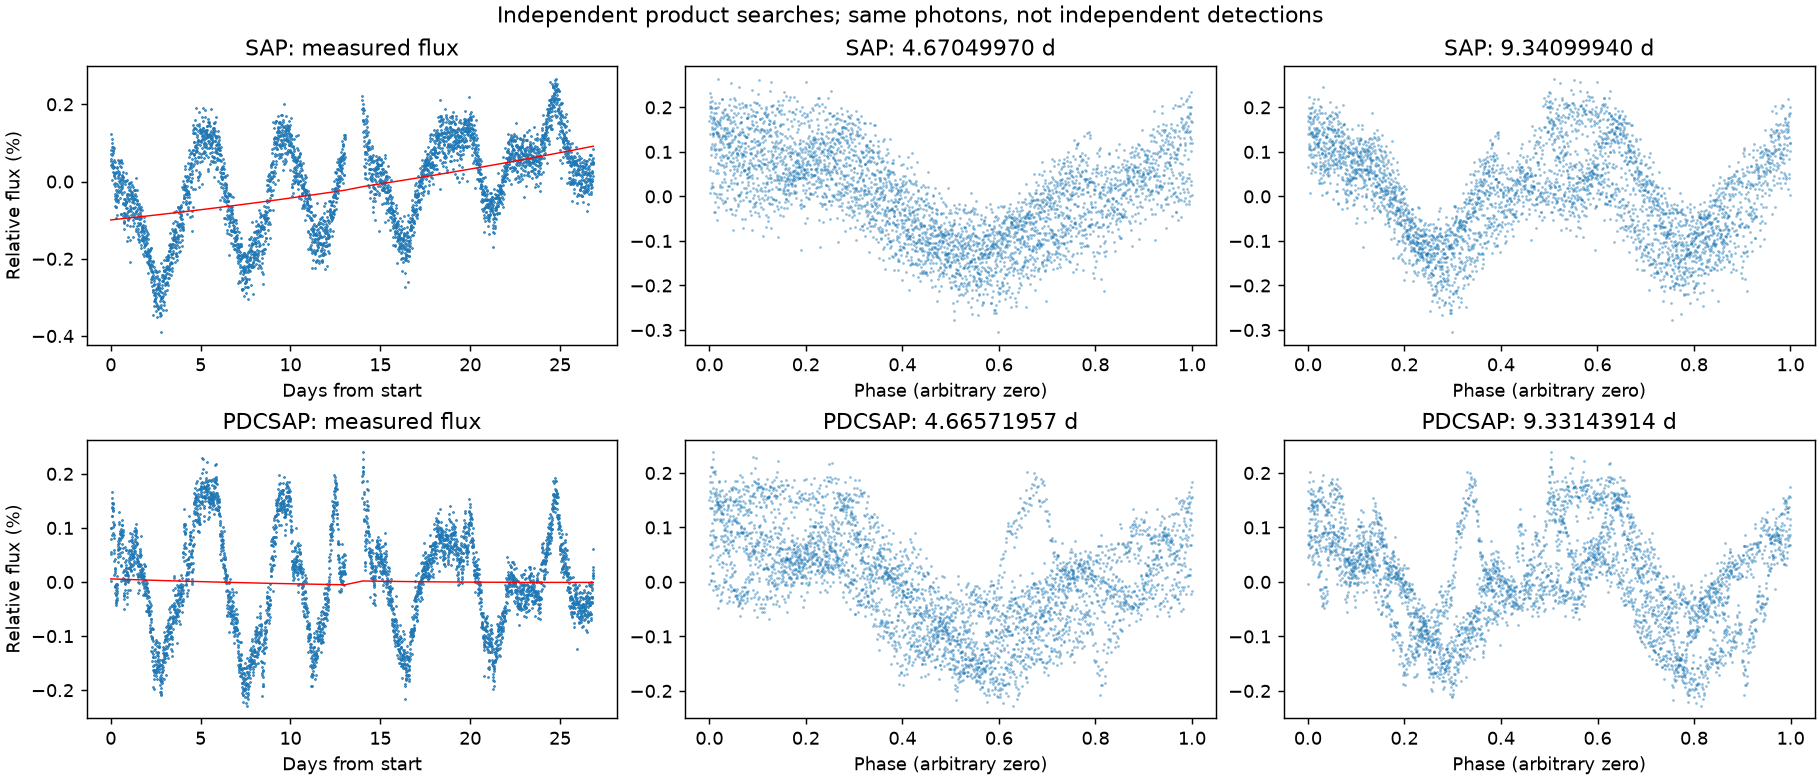 Independent product searches; same photons, not independent detections
SAP: measured flux
SAP: 4.67049970 d
SAP: 9.34099940 d
Relative flux (%)
0.2
0.0
−0.2
−0.4
0 5 10 15 20 25
Days from start
0.2
0.1
0.0
−0.1
−0.2
−0.3
0.0 0.2 0.4 0.6 0.8 1.0
Phase (arbitrary zero)
0.2
0.1
0.0
−0.1
−0.2
−0.3
0.0 0.2 0.4 0.6 0.8 1.0
Phase (arbitrary zero)
PDCSAP: measured flux
PDCSAP: 4.66571957 d
PDCSAP: 9.33143914 d
Relative flux (%)
0.2
0.1
0.0
−0.1
−0.2
0 5 10 15 20 25
Days from start
0.2
0.1
0.0
−0.1
−0.2
0.0 0.2 0.4 0.6 0.8 1.0
Phase (arbitrary zero)
0.2
0.1
0.0
−0.1
−0.2
0.0 0.2 0.4 0.6 0.8 1.0
Phase (arbitrary zero)